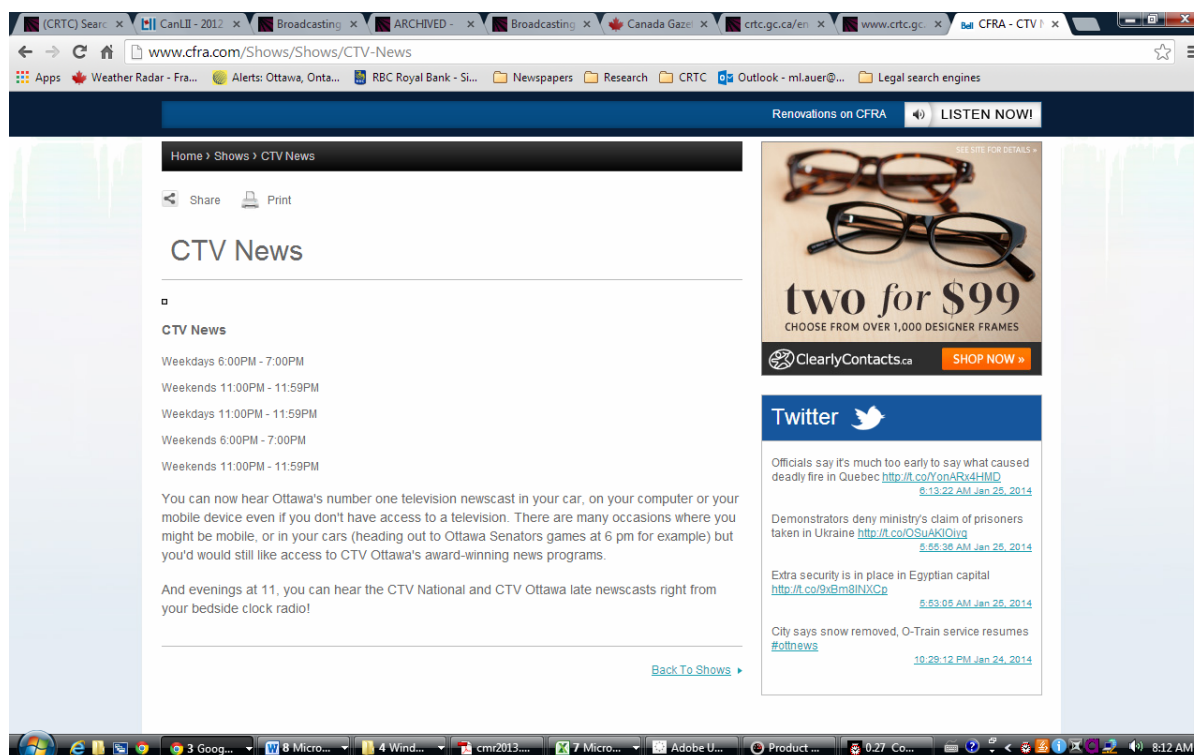 (CRTC) Searc
CanLII - 2012
Broadcasting
ARCHIVED -
Broadcasting
Canada Gaze
crtc.gc.ca/en
www.crtc.gc.
Bell CFRA - CTV N
www.cfra.com/Shows/Shows/CTV-News
Apps Weather Radar - Fra... Alerts: Ottawa, Onta... RBC Royal Bank - Si... Newspapers Research CRTC Outlook - ml.auer@... Legal search engines
Renovations on CFRA LISTEN NOW!
Home › Shows › CTV News
Share Print
CTV News
CTV News
Weekdays 6:00PM - 7:00PM
Weekends 11:00PM - 11:59PM
Weekdays 11:00PM - 11:59PM
Weekends 6:00PM - 7:00PM
Weekends 11:00PM - 11:59PM
You can now hear Ottawa's number one television newscast in your car, on your computer or your
mobile device even if you don't have access to a television. There are many occasions where you
might be mobile, or in your cars (heading out to Ottawa Senators games at 6 pm for example) but
you'd would still like access to CTV Ottawa's award-winning news programs.
And evenings at 11, you can hear the CTV National and CTV Ottawa late newscasts right from
your bedside clock radio!
Back To Shows
SEE SITE FOR DETAILS »
two for $99
CHOOSE FROM OVER 1,000 DESIGNER FRAMES
ClearlyContacts.ca SHOP NOW »
Twitter
Officials say it's much too early to say what caused
deadly fire in Quebec http://t.co/YonARx4HMD
6:13:22 AM Jan 25, 2014
Demonstrators deny ministry's claim of prisoners
taken in Ukraine http://t.co/OSuAKlOiyq
5:55:36 AM Jan 25, 2014
Extra security is in place in Egyptian capital
http://t.co/9xBm8INXCp
5:53:05 AM Jan 25, 2014
City says snow removed, O-Train service resumes
#ottnews
10:29:12 PM Jan 24, 2014
3 Goog... 8 Micro... 4 Wind... cmr2013.... 7 Micro... Adobe U... Product ... 0.27 Co... 8:12 AM